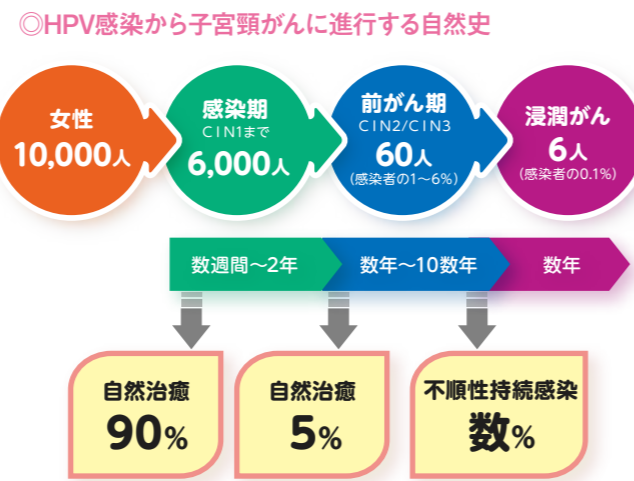 ◎HPV感染から子宮頸がんに進行する自然史
女性
10,000人
感染期
CIN1まで
6,000人
前がん期
CIN2/CIN3
60人
(感染者の1～6%)
浸潤がん
6人
(感染者の0.1%)
数週間～2年
数年～10数年
数年
自然治癒
90%
自然治癒
5%
不順性持続感染
数%